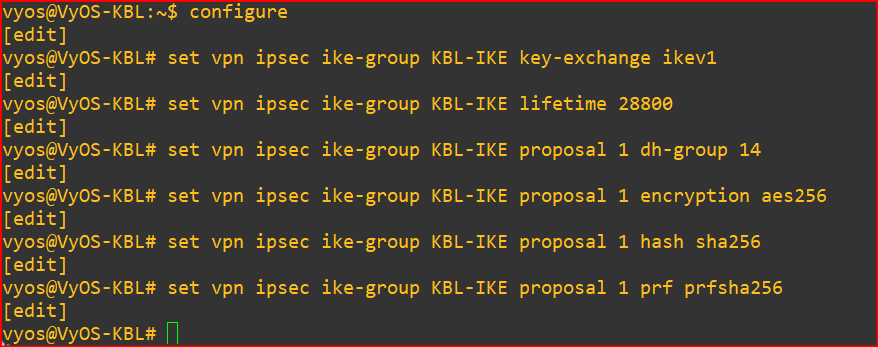 vyos@VyOS-KBL:~$ configure
[edit]
vyos@VyOS-KBL# set vpn ipsec ike-group KBL-IKE key-exchange ikev1
[edit]
vyos@VyOS-KBL# set vpn ipsec ike-group KBL-IKE lifetime 28800
[edit]
vyos@VyOS-KBL# set vpn ipsec ike-group KBL-IKE proposal 1 dh-group 14
[edit]
vyos@VyOS-KBL# set vpn ipsec ike-group KBL-IKE proposal 1 encryption aes256
[edit]
vyos@VyOS-KBL# set vpn ipsec ike-group KBL-IKE proposal 1 hash sha256
[edit]
vyos@VyOS-KBL# set vpn ipsec ike-group KBL-IKE proposal 1 prf prfsha256
[edit]
vyos@VyOS-KBL#